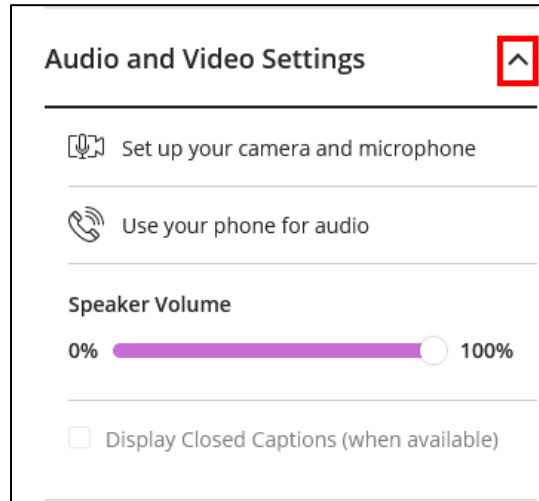 Audio and Video Settings
Set up your camera and microphone
Use your phone for audio
Speaker Volume
0% 100%
Display Closed Captions (when available)